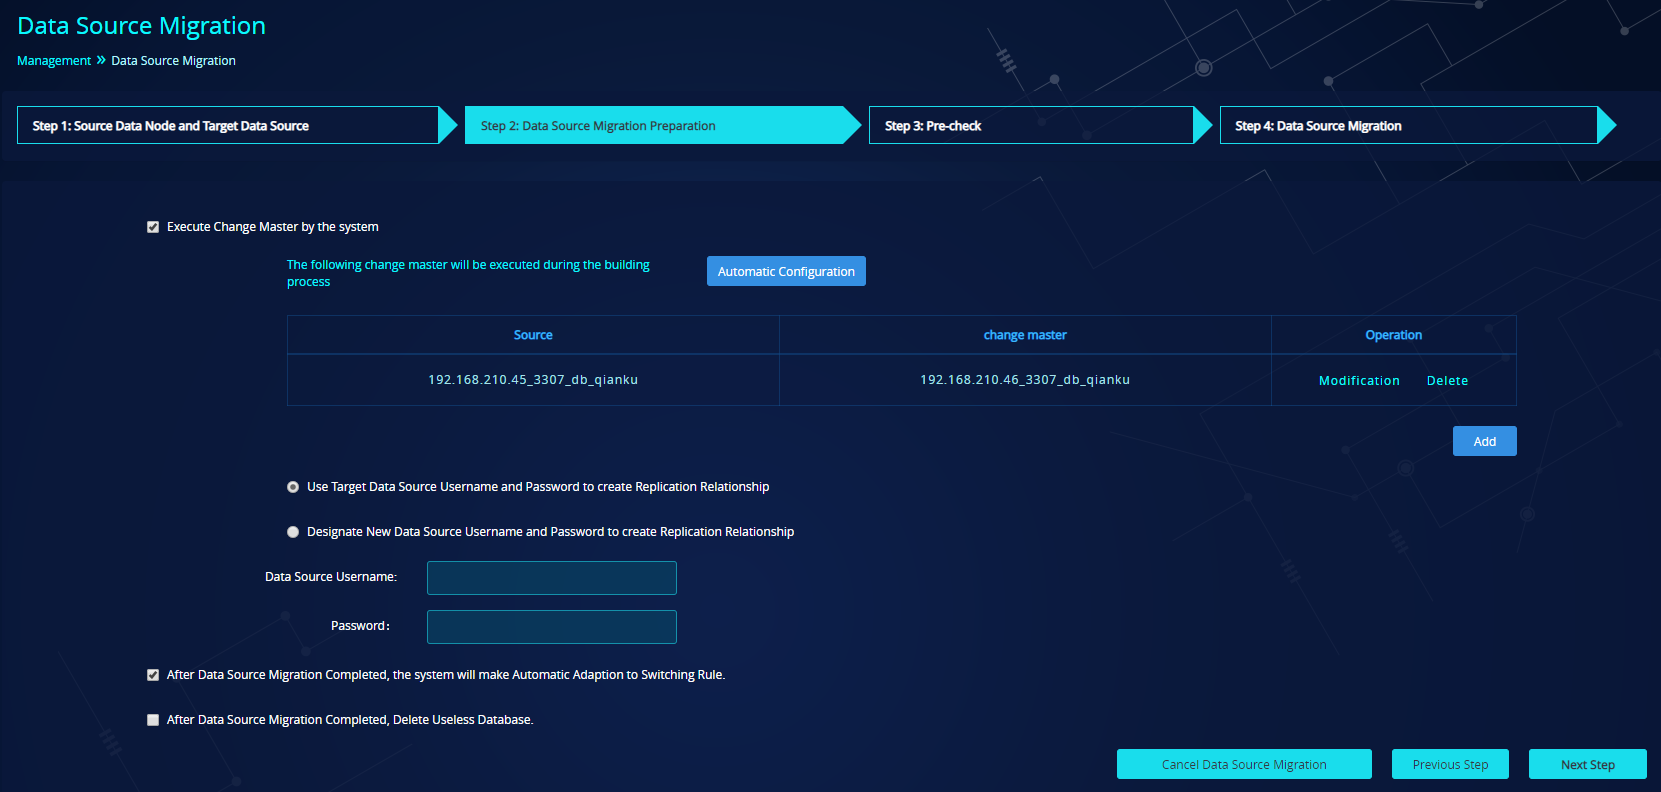 Data Source Migration
Management » Data Source Migration
Step 1: Source Data Node and Target Data Source
Step 2: Data Source Migration Preparation
Step 3: Pre-check
Step 4: Data Source Migration
Execute Change Master by the system
The following change master will be executed during the building
process
Automatic Configuration
Source change master Operation
192.168.210.45_3307_db_qianku 192.168.210.46_3307_db_qianku Modification Delete
Add
Use Target Data Source Username and Password to create Replication Relationship
Designate New Data Source Username and Password to create Replication Relationship
Data Source Username:
Password：
After Data Source Migration Completed, the system will make Automatic Adaption to Switching Rule.
After Data Source Migration Completed, Delete Useless Database.
Cancel Data Source Migration Previous Step Next Step